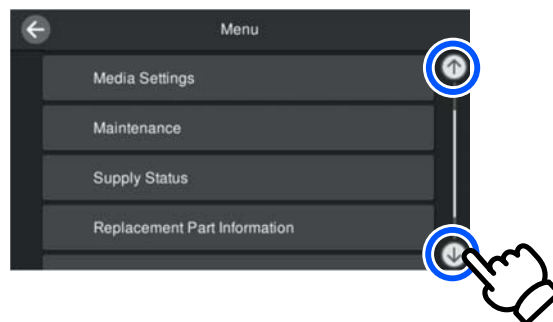 Menu
Media Settings
Maintenance
Supply Status
Replacement Part Information